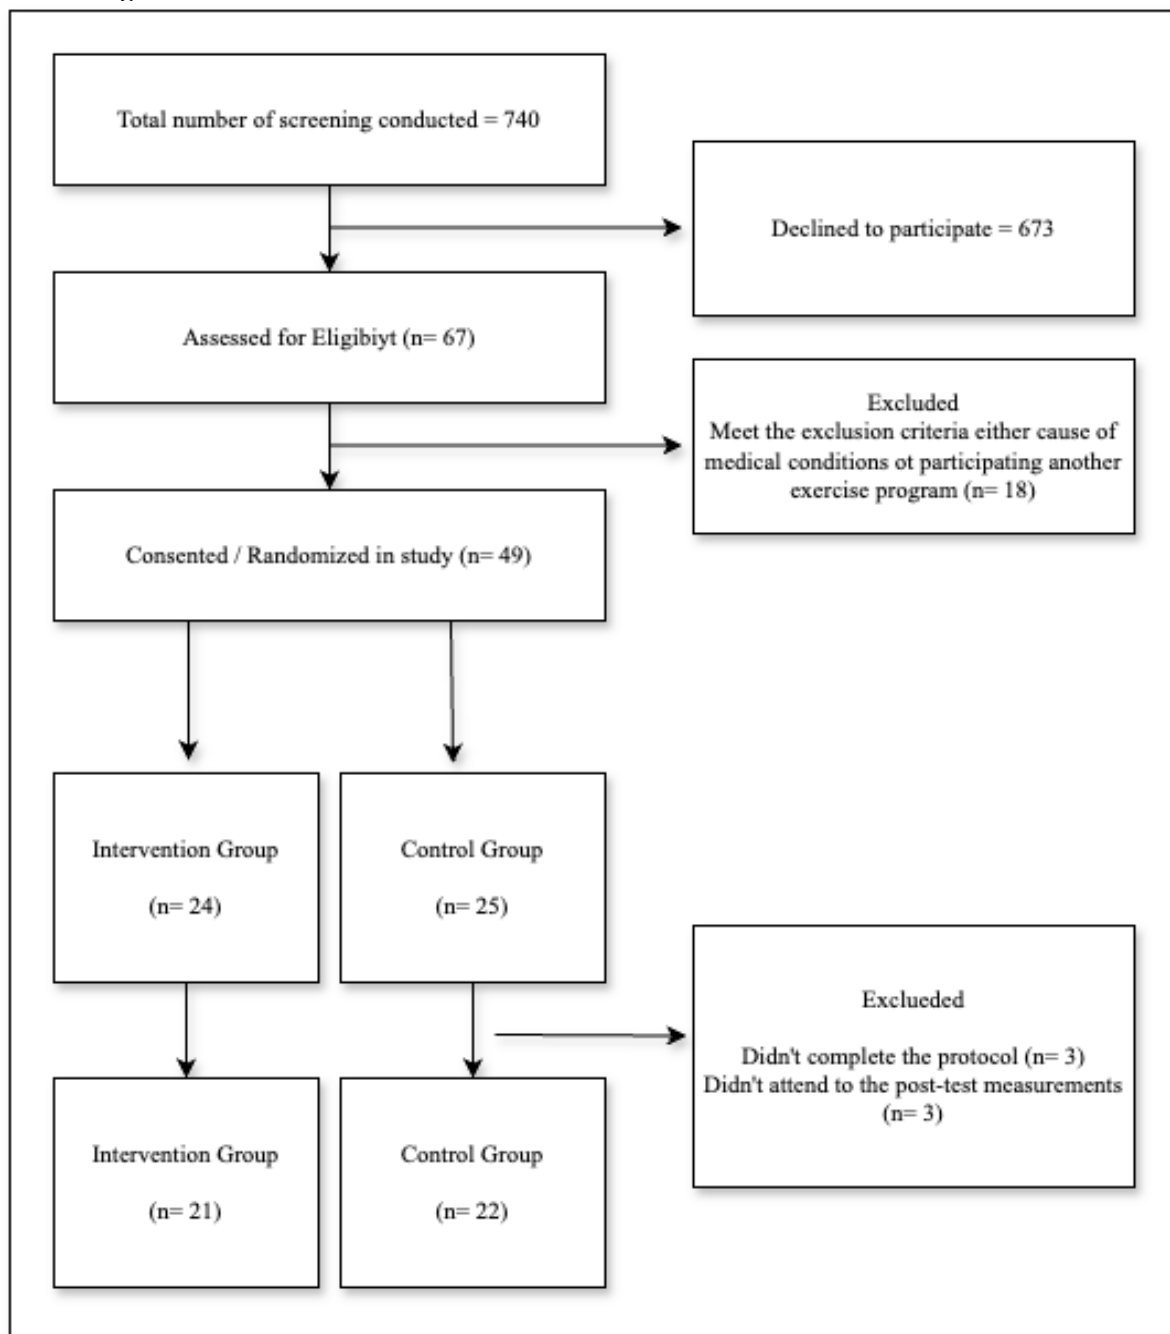 Total number of screening conducted = 740
Declined to participate = 673
Assessed for Eligibiyt (n= 67)
Excluded
Meet the exclusion criteria either cause of
medical conditions ot participating another
exercise program (n= 18)
Consented / Randomized in study (n= 49)
Intervention Group
(n= 24)
Control Group
(n= 25)
Exclueded
Didn't complete the protocol (n= 3)
Didn't attend to the post-test measurements
(n= 3)
Intervention Group
(n= 21)
Control Group
(n= 22)